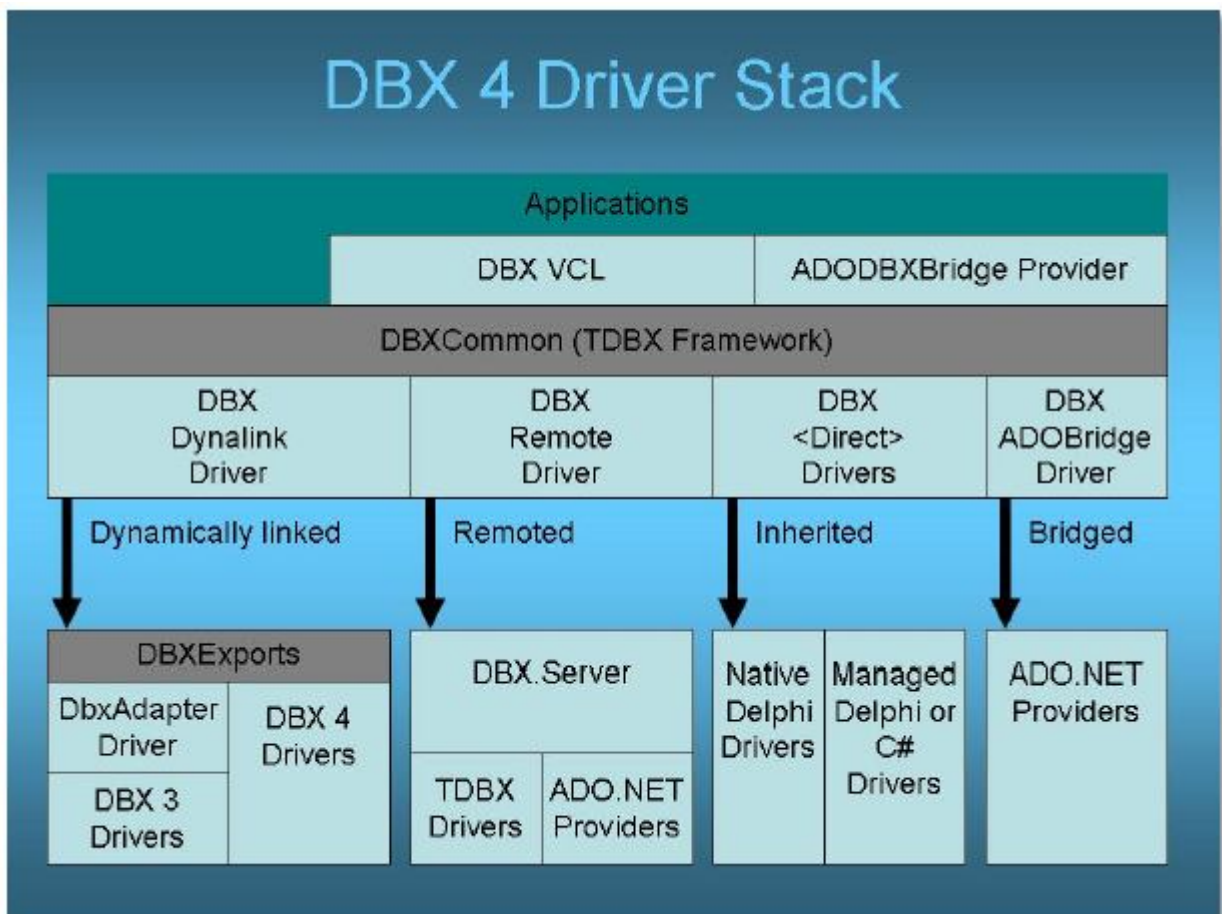 DBX 4 Driver Stack
Applications
DBX VCL
ADODBXBridge Provider
DBXCommon (TDBX Framework)
DBX
Dynalink
Driver
DBX
Remote
Driver
DBX
<Direct>
Drivers
DBX
ADOBridge
Driver
Dynamically linked
Remoted
Inherited
Bridged
DBXExports
DbxAdapter
Driver
DBX 3
Drivers
DBX 4
Drivers
DBX.Server
TDBX
Drivers
ADO.NET
Providers
Native
Delphi
Drivers
Managed
Delphi or
C#
Drivers
ADO.NET
Providers